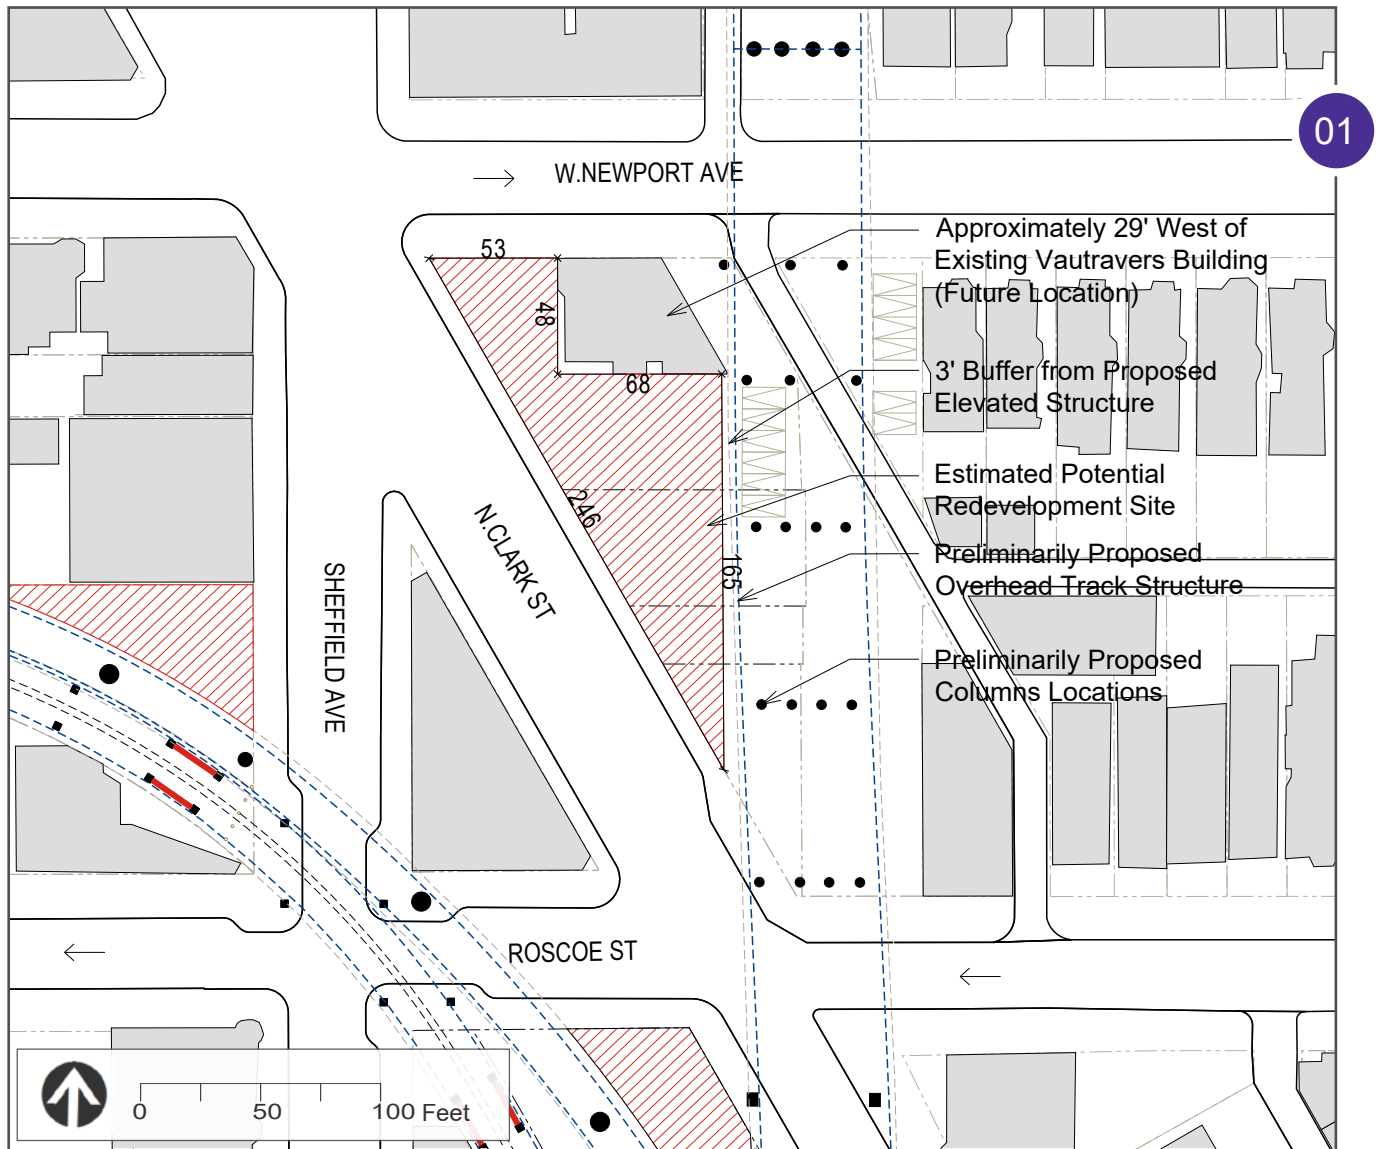 01
W.NEWPORT AVE
Approximately 29' West of
Existing Vautravers Building
(Future Location)
53
48
68
3' Buffer from Proposed
Elevated Structure
Estimated Potential
Redevelopment Site
246
N.CLARK ST
165
Preliminarily Proposed
Overhead Track Structure
SHEFFIELD AVE
Preliminarily Proposed
Columns Locations
ROSCOE ST
0 50 100 Feet